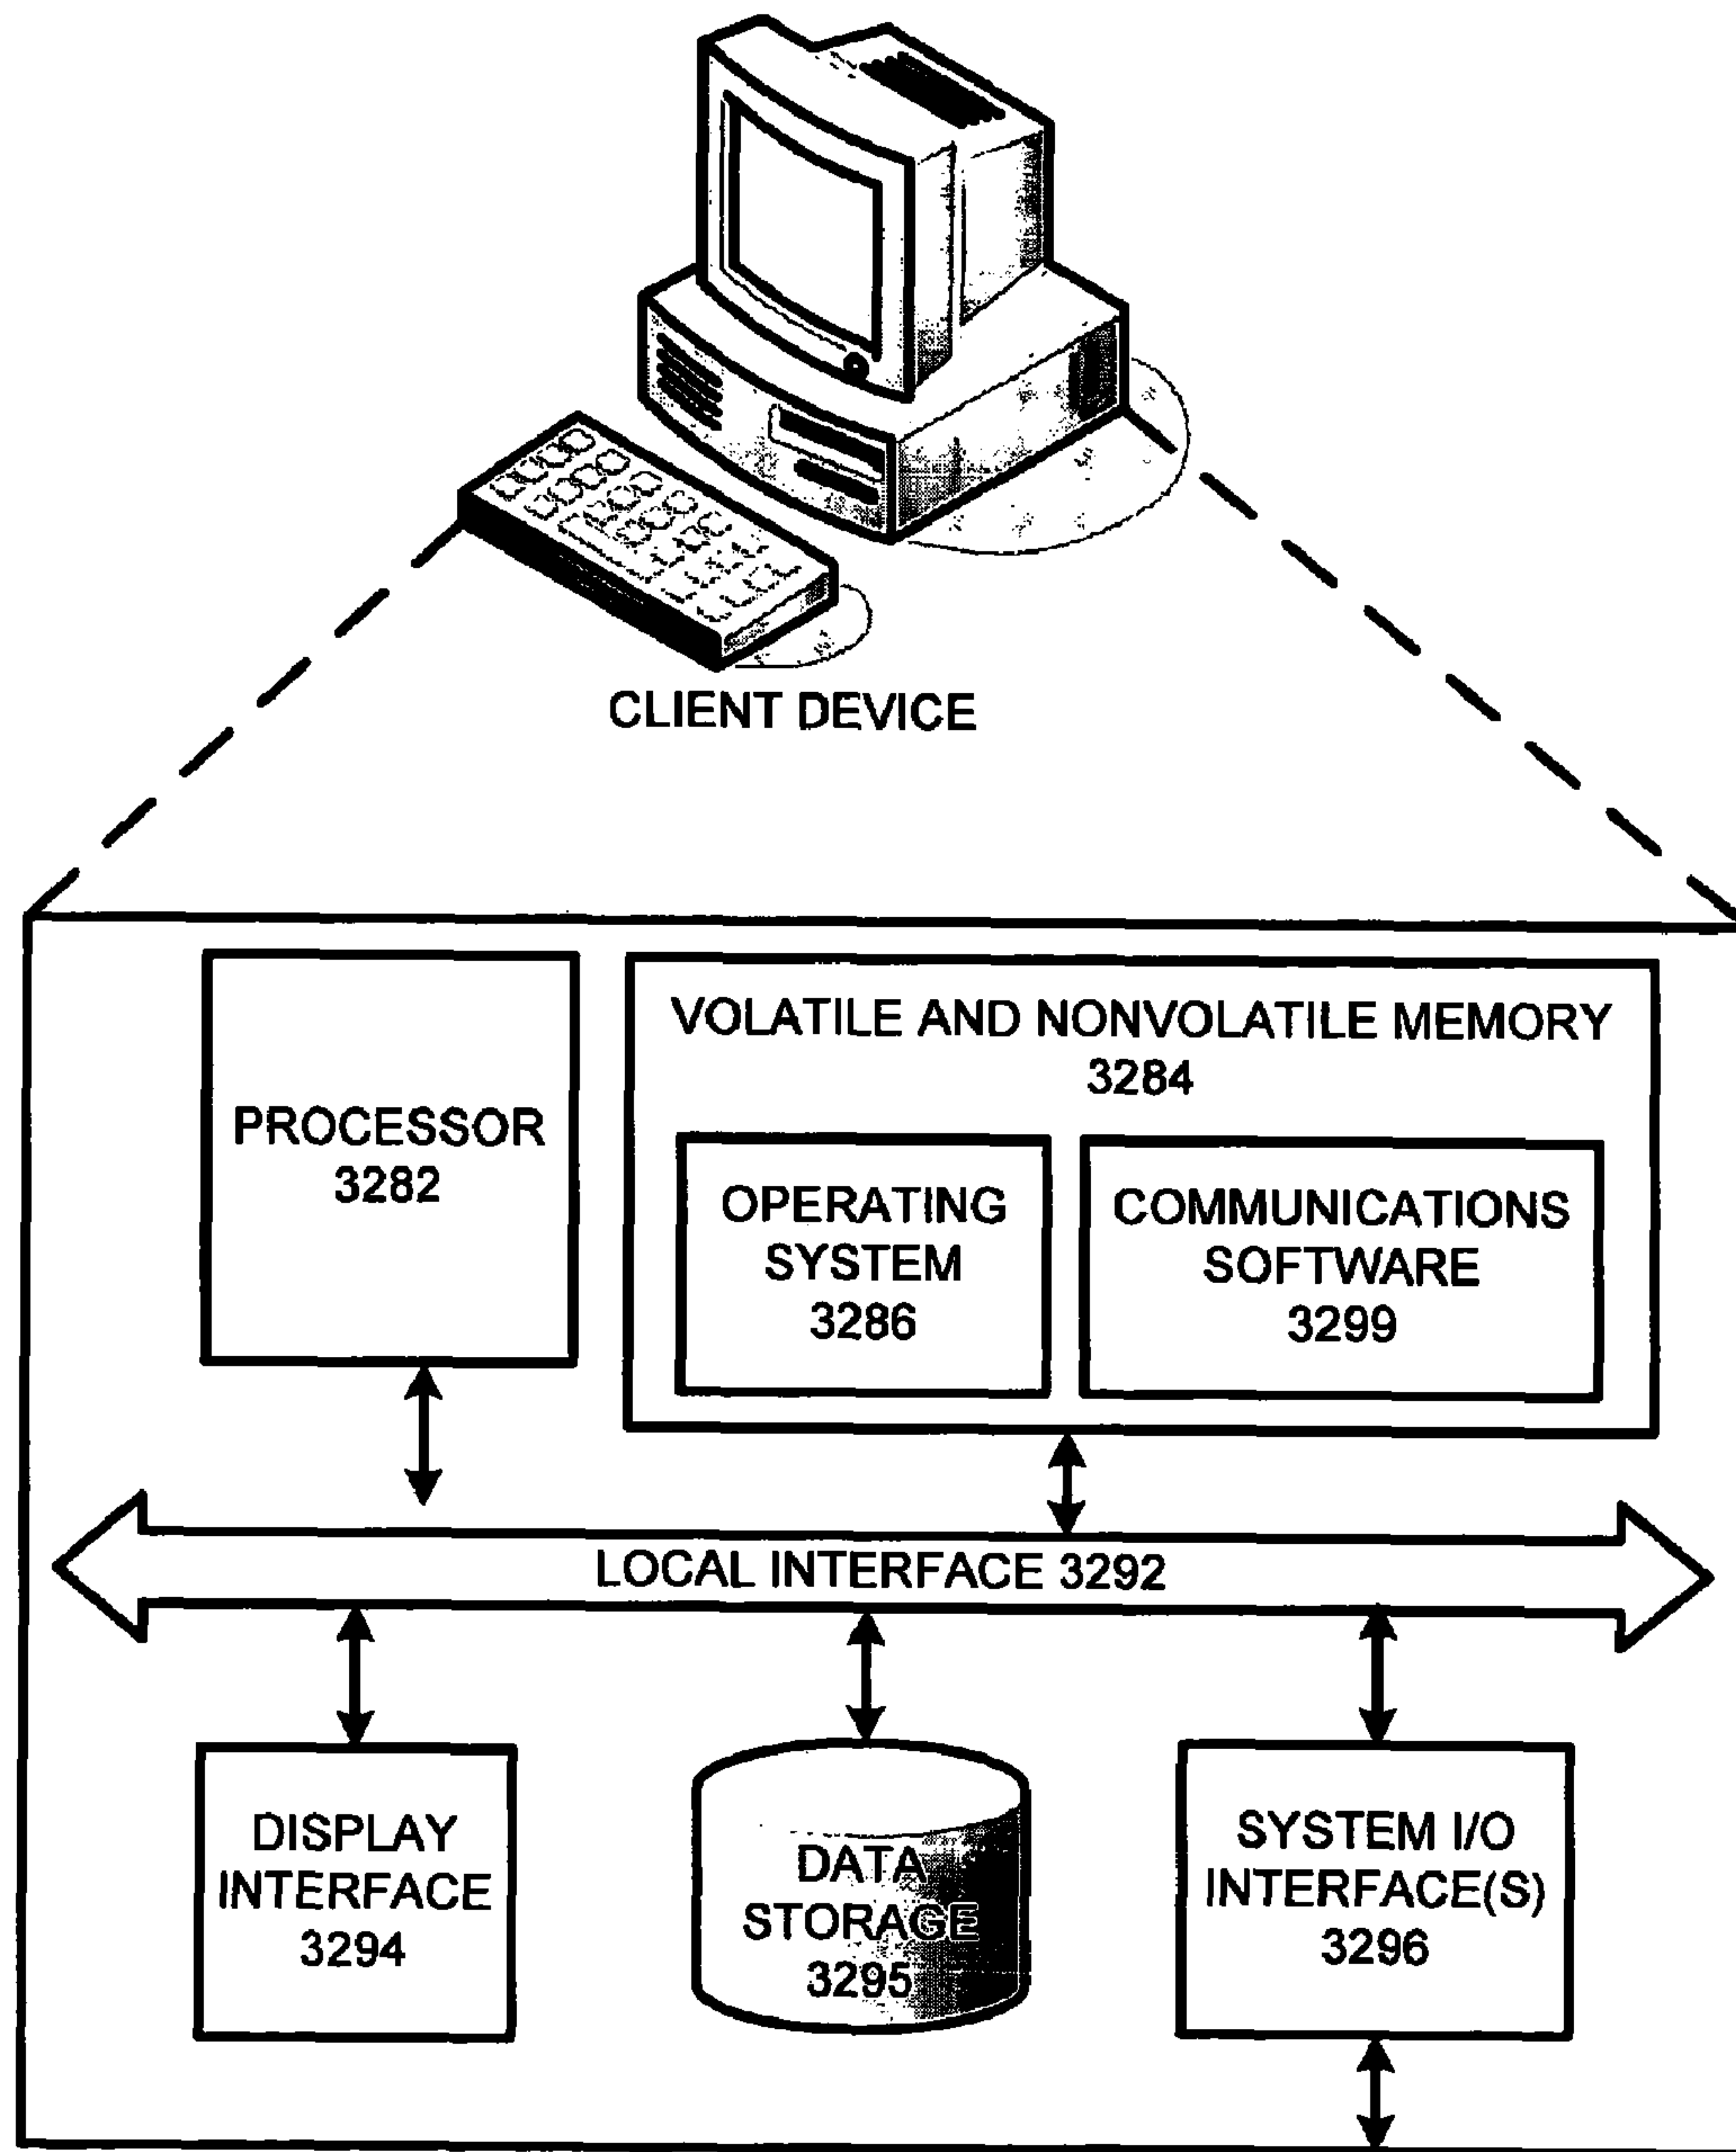 CLIENT DEVICE
PROCESSOR
3282
VOLATILE AND NONVOLATILE MEMORY
3284
OPERATING
SYSTEM
3286
COMMUNICATIONS
SOFTWARE
3299
LOCAL INTERFACE 3292
DISPLAY
INTERFACE
3294
DATA
STORAGE
3295
SYSTEM I/O
INTERFACE(S)
3296